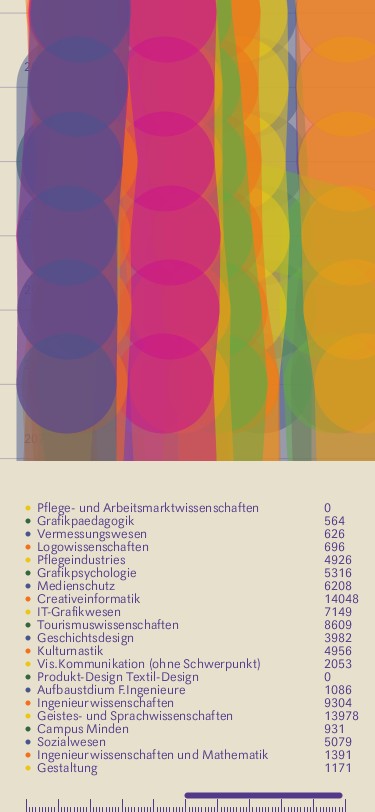 Pflege- und Arbeitsmarktwissenschaften 0
Grafikpaedagogik 564
Vermessungswesen 626
Logowissenschaften 696
Pflegeindustries 4926
Grafikpsychologie 5316
Medienschutz 6208
Creativeinformatik 14048
IT-Grafikwesen 7149
Tourismuswissenschaften 8609
Geschichtsdesign 3982
Kulturnastik 4956
Vis.Kommunikation (ohne Schwerpunkt) 2053
Produkt-Design Textil-Design 0
Aufbaustdium F.Ingenieure 1086
Ingenieurwissenschaften 9304
Geistes- und Sprachwissenschaften 13978
Campus Minden 931
Sozialwesen 5079
Ingenieurwissenschaften und Mathematik 1391
Gestaltung 1171